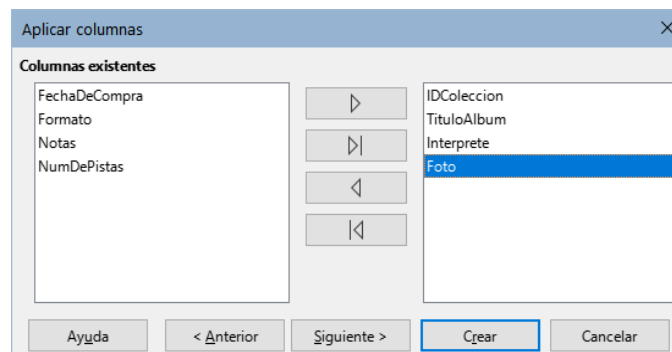 Aplicar columnas
Columnas existentes
FechaDeCompra
Formato
Notas
NumDePistas
IDColeccion
TituloAlbum
Interprete
Foto
Ayuda
< Anterior
Siguiente >
Crear
Cancelar